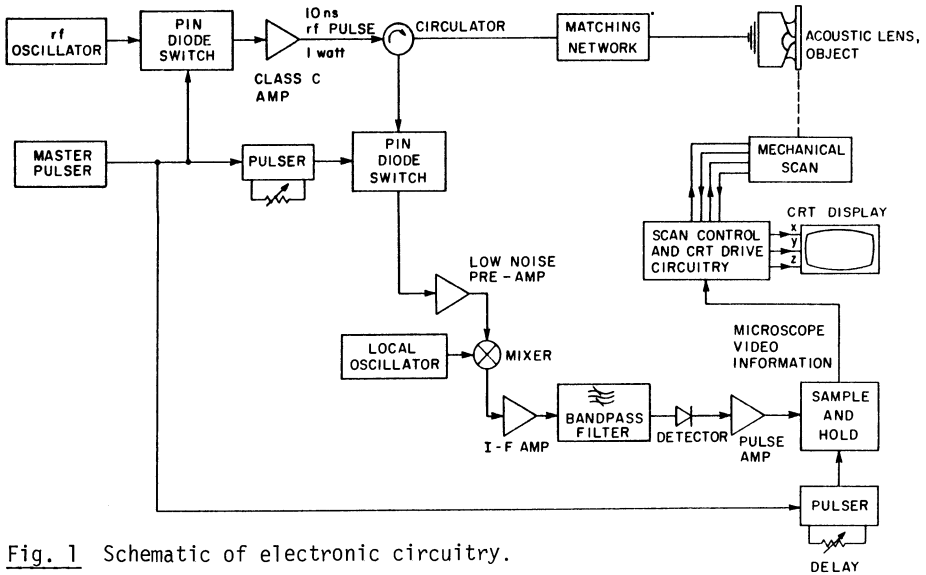 rf
OSCILLATOR
PIN
DIODE
SWITCH
10 ns
rf PULSE
1 watt
CLASS C
AMP
CIRCULATOR
MATCHING
NETWORK
ACOUSTIC LENS,
OBJECT
MASTER
PULSER
PULSER
PIN
DIODE
SWITCH
MECHANICAL
SCAN
CRT DISPLAY
SCAN CONTROL
AND CRT DRIVE
CIRCUITRY
x
y
z
LOW NOISE
PRE-AMP
LOCAL
OSCILLATOR
MIXER
MICROSCOPE
VIDEO
INFORMATION
I-F AMP
BANDPASS
FILTER
DETECTOR
PULSE
AMP
SAMPLE
AND
HOLD
PULSER
DELAY
Fig. 1 Schematic of electronic circuitry.